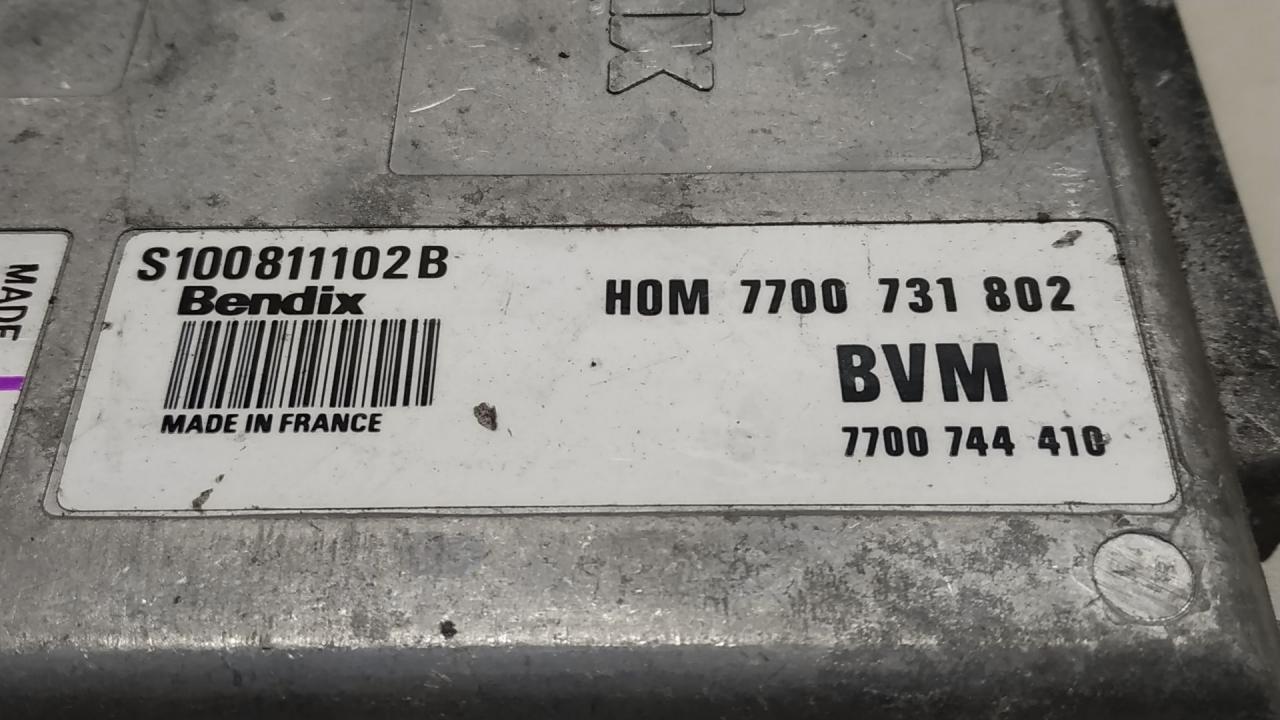 S100811102B
Bendix
MADE IN FRANCE
HOM 7700 731 802
BVM
7700 744 410
MADE